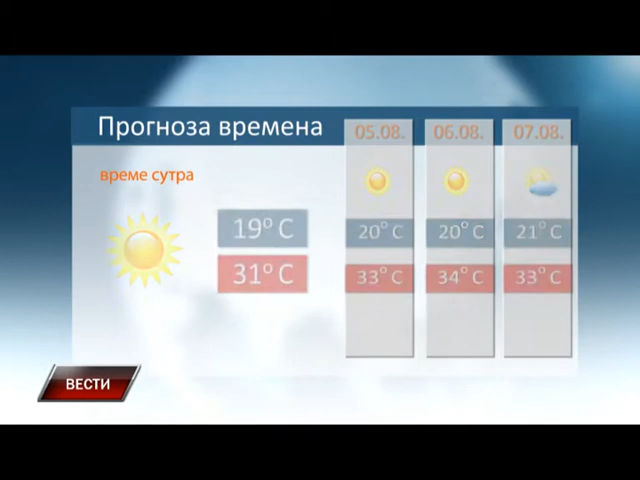 Прогноза времена
време сутра
19° C
31° C
05.08.
20° C
33° C
06.08.
20° C
34° C
07.08.
21° C
33° C
ВЕСТИ